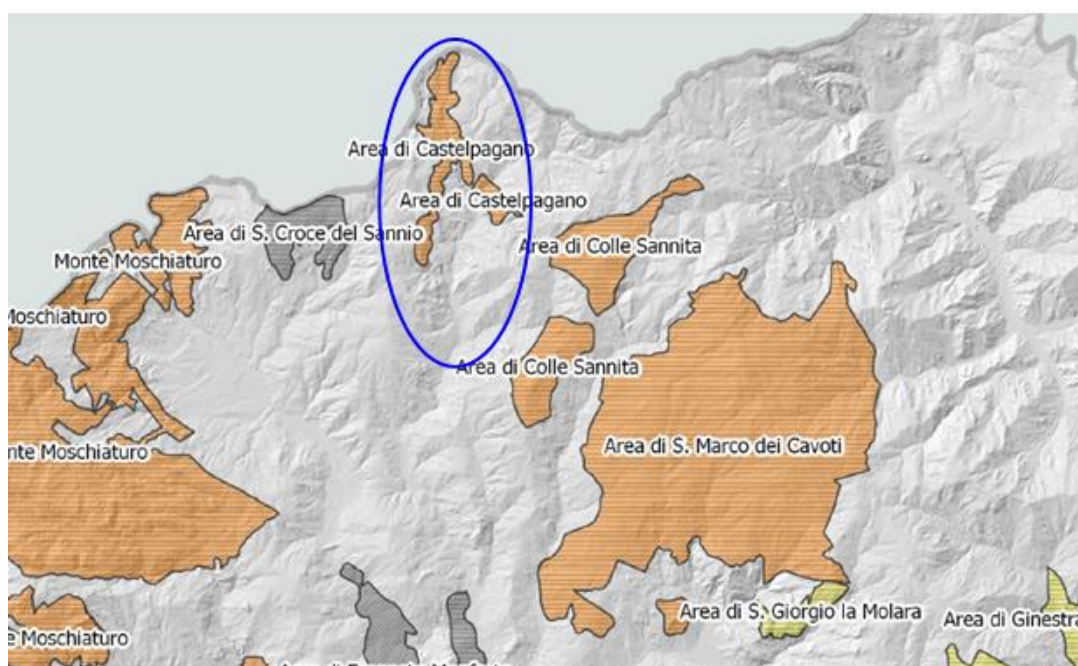 Area di Castelpagano
Area di Castelpagano
Area di S. Croce del Sannio
Area di Colle Sannita
Monte Moschiaturo
Moschiaturo
Area di Colle Sannita
Area di S. Marco dei Cavoti
nte Moschiaturo
Area di S. Giorgio la Molara
Area di Ginestra
e Moschiaturo